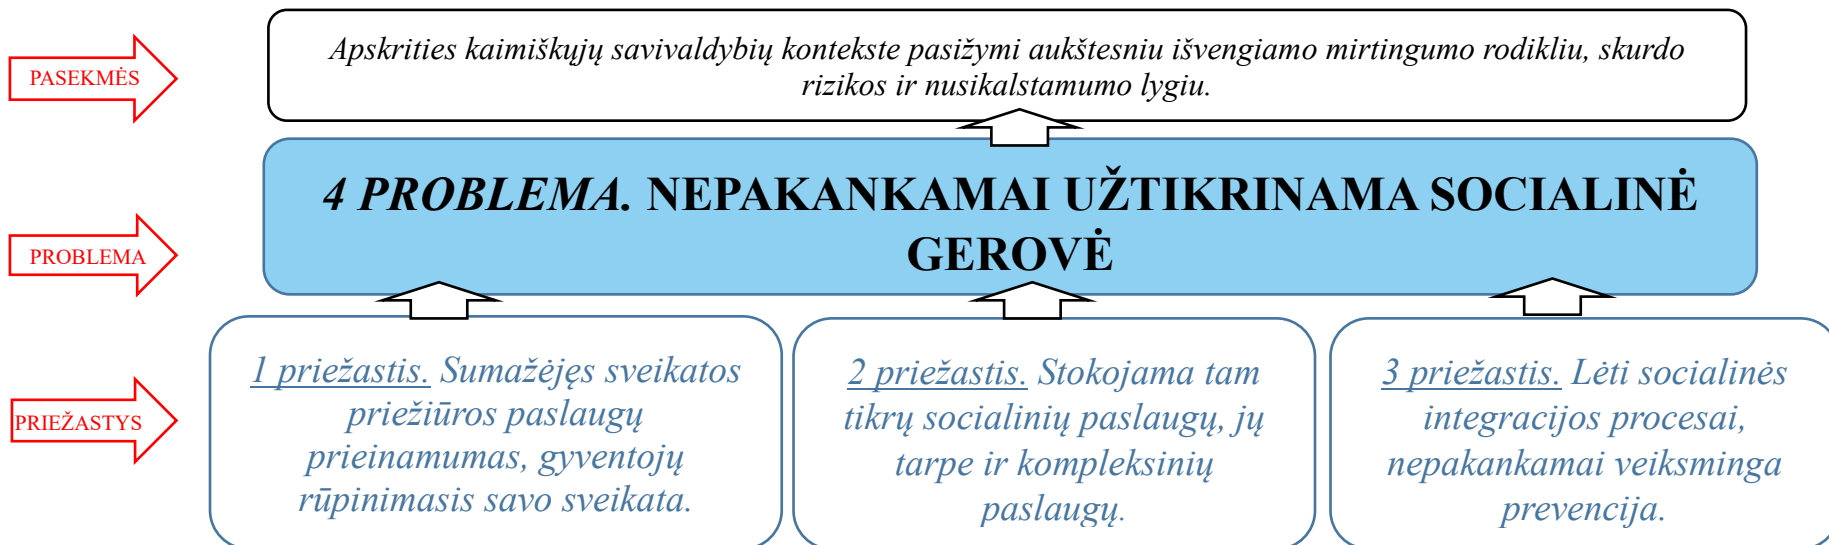 PASEKMĖS
Apskrities kaimiškųjų savivaldybių kontekste pasižymi aukštesniu išvengiamo mirtingumo rodikliu, skurdo
rizikos ir nusikalstamumo lygiu.
PROBLEMA
4 PROBLEMA. NEPAKANKAMAI UŽTIKRINAMA SOCIALINĖ
GEROVĖ
PRIEŽASTYS
1 priežastis. Sumažėjęs sveikatos
priežiūros paslaugų
prieinamumas, gyventojų
rūpinimasis savo sveikata.
2 priežastis. Stokojama tam
tikrų socialinių paslaugų, jų
tarpe ir kompleksinių
paslaugų.
3 priežastis. Lėti socialinės
integracijos procesai,
nepakankamai veiksminga
prevencija.